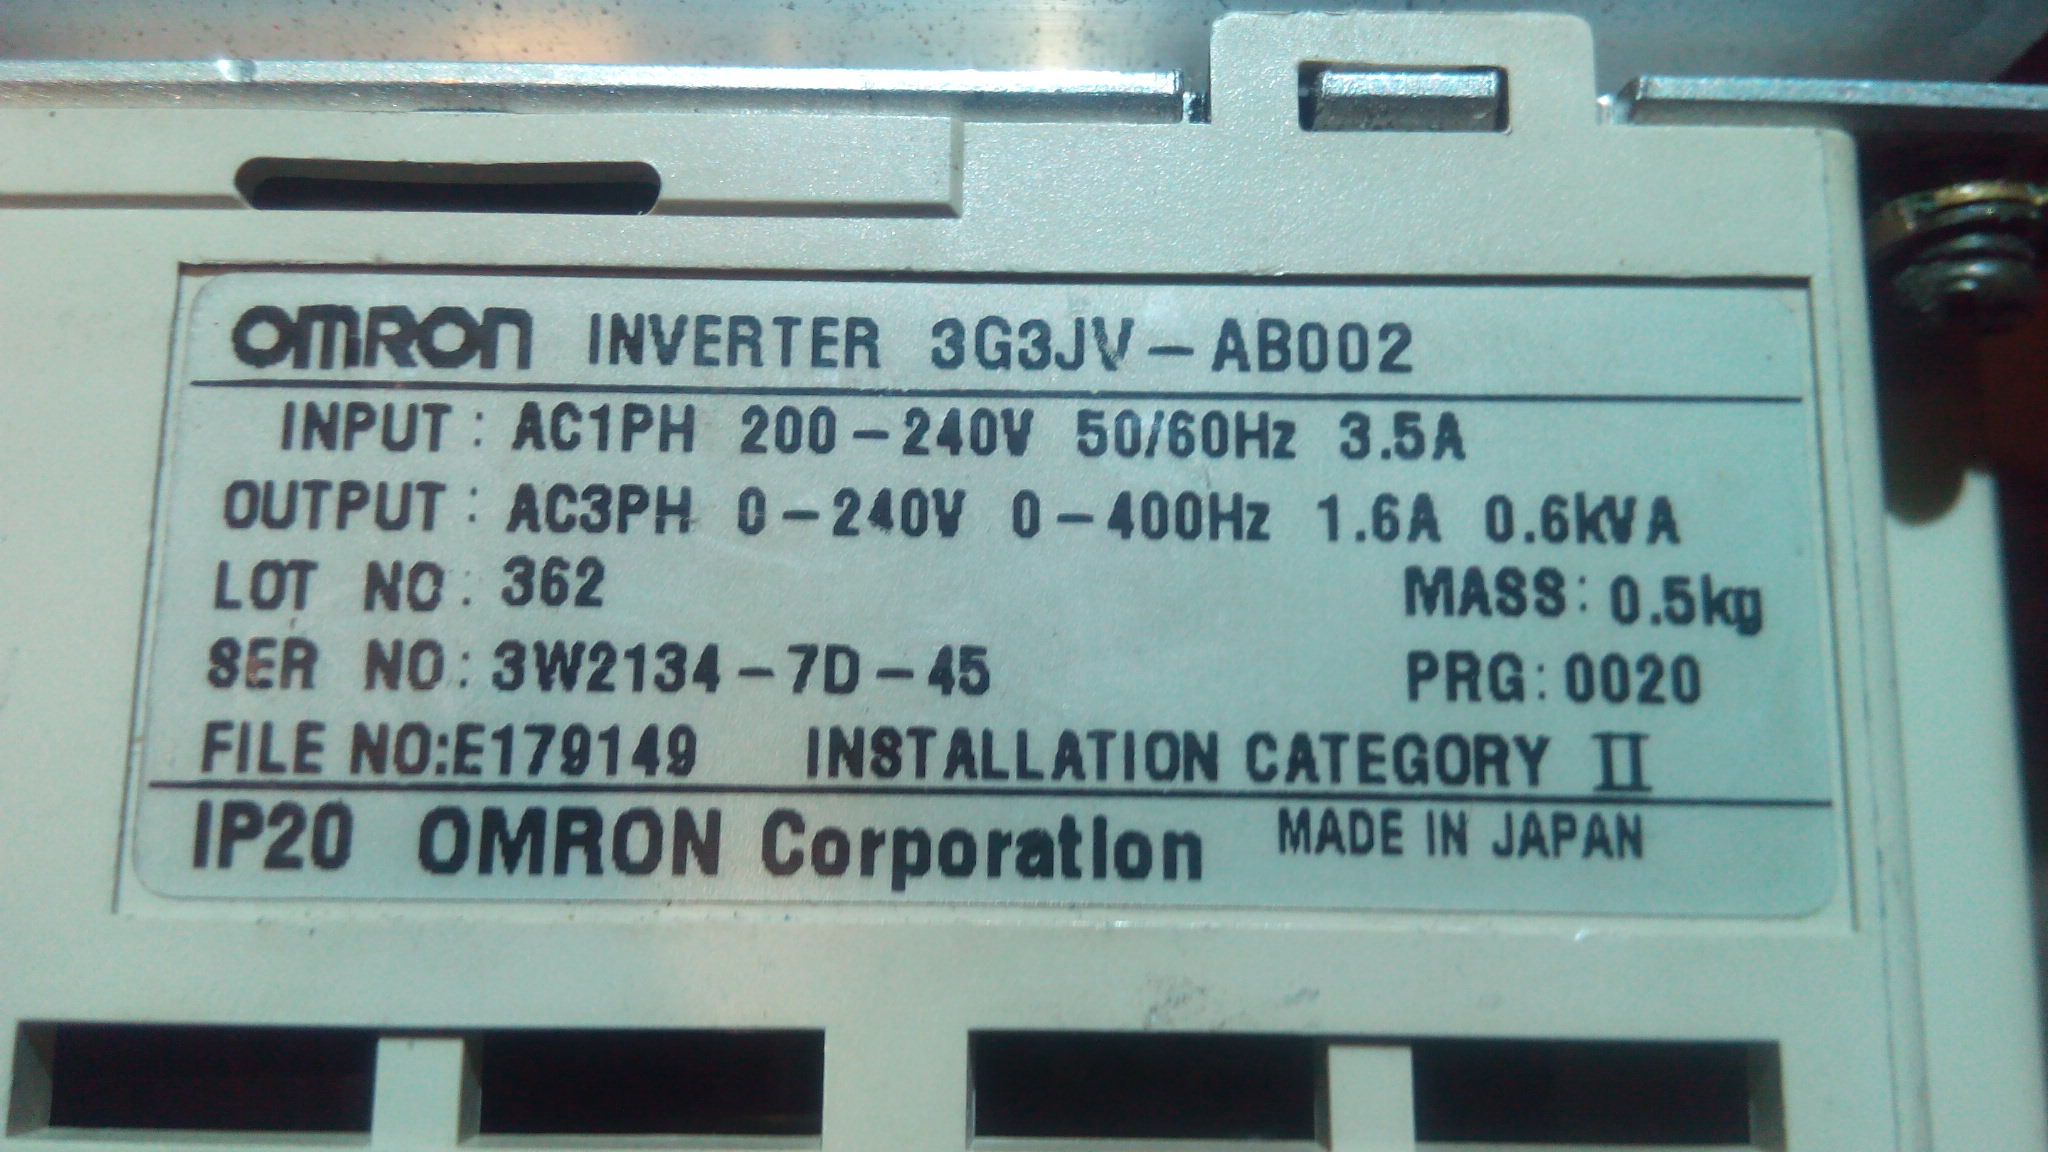 OMRON INVERTER 3G3JV-AB002
INPUT: AC1PH 200-240V 50/60Hz 3.5A
OUTPUT: AC3PH 0-240V 0-400Hz 1.6A 0.6kVA
LOT NO: 362 MASS: 0.5kg
SER NO: 3W2134-7D-45 PRG: 0020
FILE NO:E179149 INSTALLATION CATEGORY II
IP20 OMRON Corporation MADE IN JAPAN